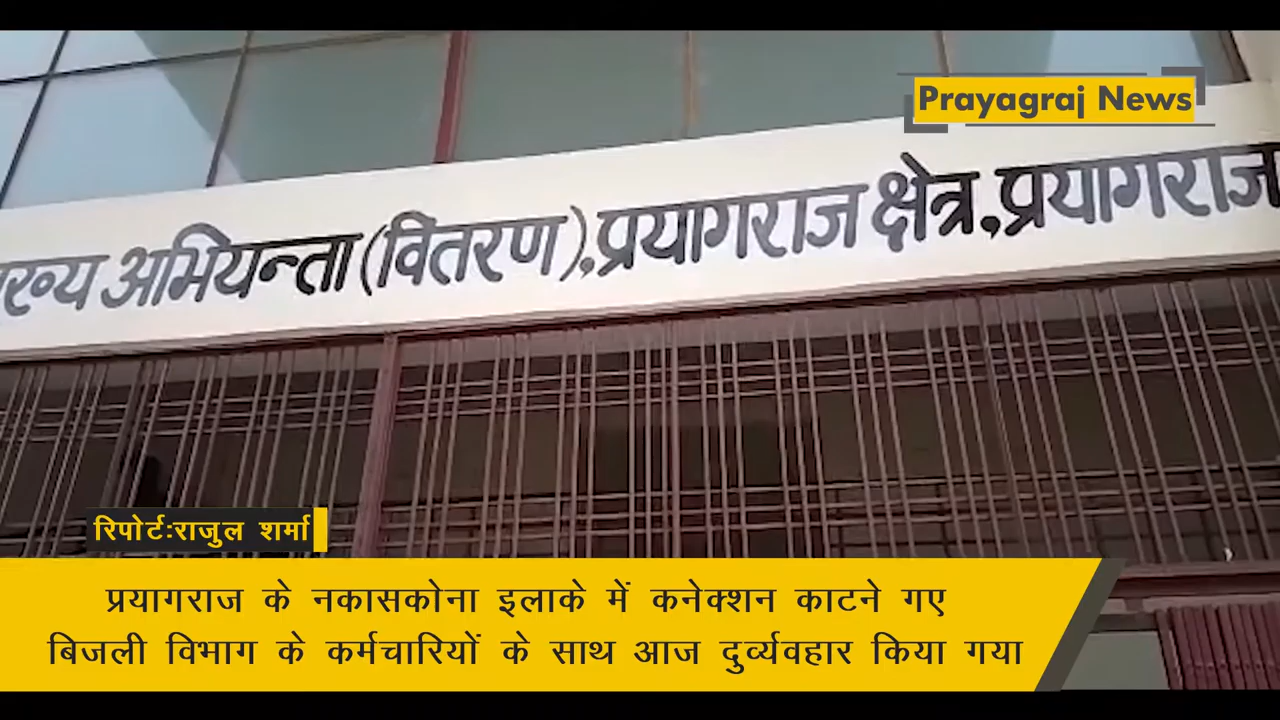 Prayagraj News
ख्य अभियन्ता (वितरण),प्रयागराज क्षेत्र,प्रयागराज
रिपोर्टःराजुल शर्मा
प्रयागराज के नकासकोना इलाके में कनेक्शन काटने गए
बिजली विभाग के कर्मचारियों के साथ आज दुर्व्यवहार किया गया